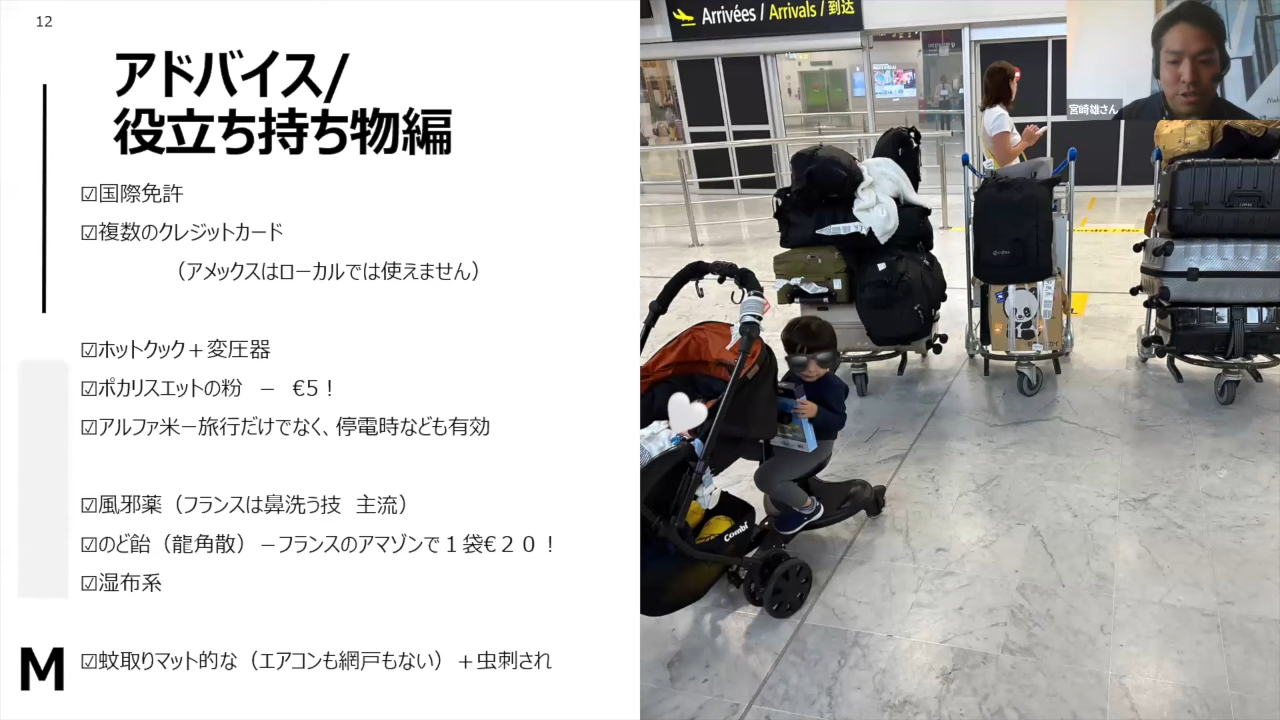 12
アドバイス/
役立ち持ち物編
☑国際免許
☑複数のクレジットカード
（アメックスはローカルでは使えません）
☑ホットクック＋変圧器
☑ポカリスエットの粉　－　€5！
☑アルファ米－旅行だけでなく、停電時なども有効
☑風邪薬（フランスは鼻洗う技　主流）
☑のど飴（龍角散）－フランスのアマゾンで１袋€２０！
☑湿布系
☑蚊取りマット的な（エアコンも網戸もない）＋虫刺され
M
Arrivées / Arrivals / 到达
宮崎雄さん
Combi